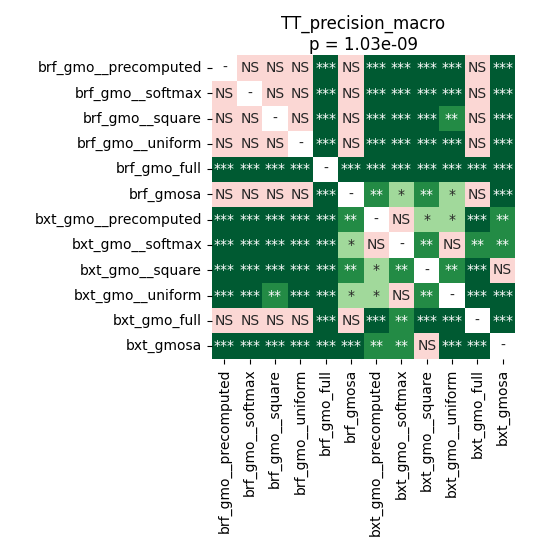 TT_precision_macro
p = 1.03e-09
brf_gmo__precomputed - NS NS NS *** NS *** *** *** *** NS ***
brf_gmo__softmax NS - NS NS *** NS *** *** *** *** NS ***
brf_gmo__square NS NS - NS *** NS *** *** *** ** NS ***
brf_gmo__uniform NS NS NS - *** NS *** *** *** *** NS ***
brf_gmo_full *** *** *** *** - *** *** *** *** *** *** ***
brf_gmosa NS NS NS NS *** - ** * ** * NS ***
bxt_gmo__precomputed *** *** *** *** *** ** - NS * * *** **
bxt_gmo__softmax *** *** *** *** *** * NS - ** NS ** **
bxt_gmo__square *** *** *** *** *** ** * ** - ** *** NS
bxt_gmo__uniform *** *** ** *** *** * * NS ** - *** ***
bxt_gmo_full NS NS NS NS *** NS *** ** *** *** - ***
bxt_gmosa *** *** *** *** *** *** ** ** NS *** *** -
brf_gmo__precomputed
brf_gmo__softmax
brf_gmo__square
brf_gmo__uniform
brf_gmo_full
brf_gmosa
bxt_gmo__precomputed
bxt_gmo__softmax
bxt_gmo__square
bxt_gmo__uniform
bxt_gmo_full
bxt_gmosa